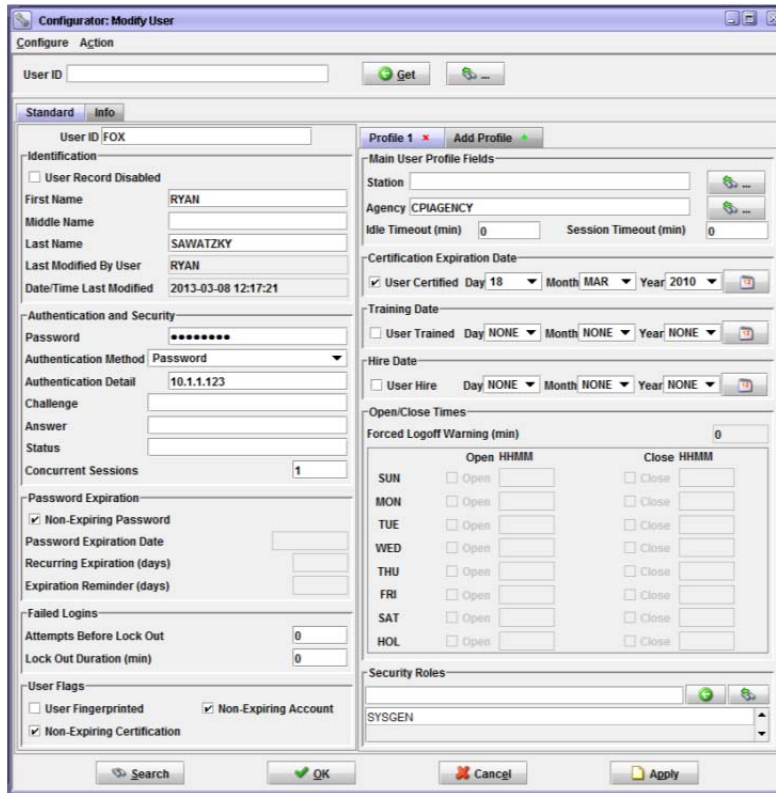 Configurator: Modify User
Configure Action
User ID Get ...
Standard Info
User ID FOX
Identification
User Record Disabled
First Name RYAN
Middle Name
Last Name SAWATZKY
Last Modified By User RYAN
Date/Time Last Modified 2013-03-08 12:17:21
Authentication and Security
Password ●●●●●●●●
Authentication Method Password
Authentication Detail 10.1.1.123
Challenge
Answer
Status
Concurrent Sessions 1
Password Expiration
Non-Expiring Password
Password Expiration Date
Recurring Expiration (days)
Expiration Reminder (days)
Failed Logins
Attempts Before Lock Out 0
Lock Out Duration (min) 0
User Flags
User Fingerprinted Non-Expiring Account
Non-Expiring Certification
Profile 1 Add Profile
Main User Profile Fields
Station ...
Agency CPIAGENCY ...
Idle Timeout (min) 0 Session Timeout (min) 0
Certification Expiration Date
User Certified Day 18 Month MAR Year 2010
Training Date
User Trained Day NONE Month NONE Year NONE
Hire Date
User Hire Day NONE Month NONE Year NONE
Open/Close Times
Forced Logoff Warning (min) 0
Open HHMM Close HHMM
SUN Open Close
MON Open Close
TUE Open Close
WED Open Close
THU Open Close
FRI Open Close
SAT Open Close
HOL Open Close
Security Roles
SYSGEN
Search OK Cancel Apply